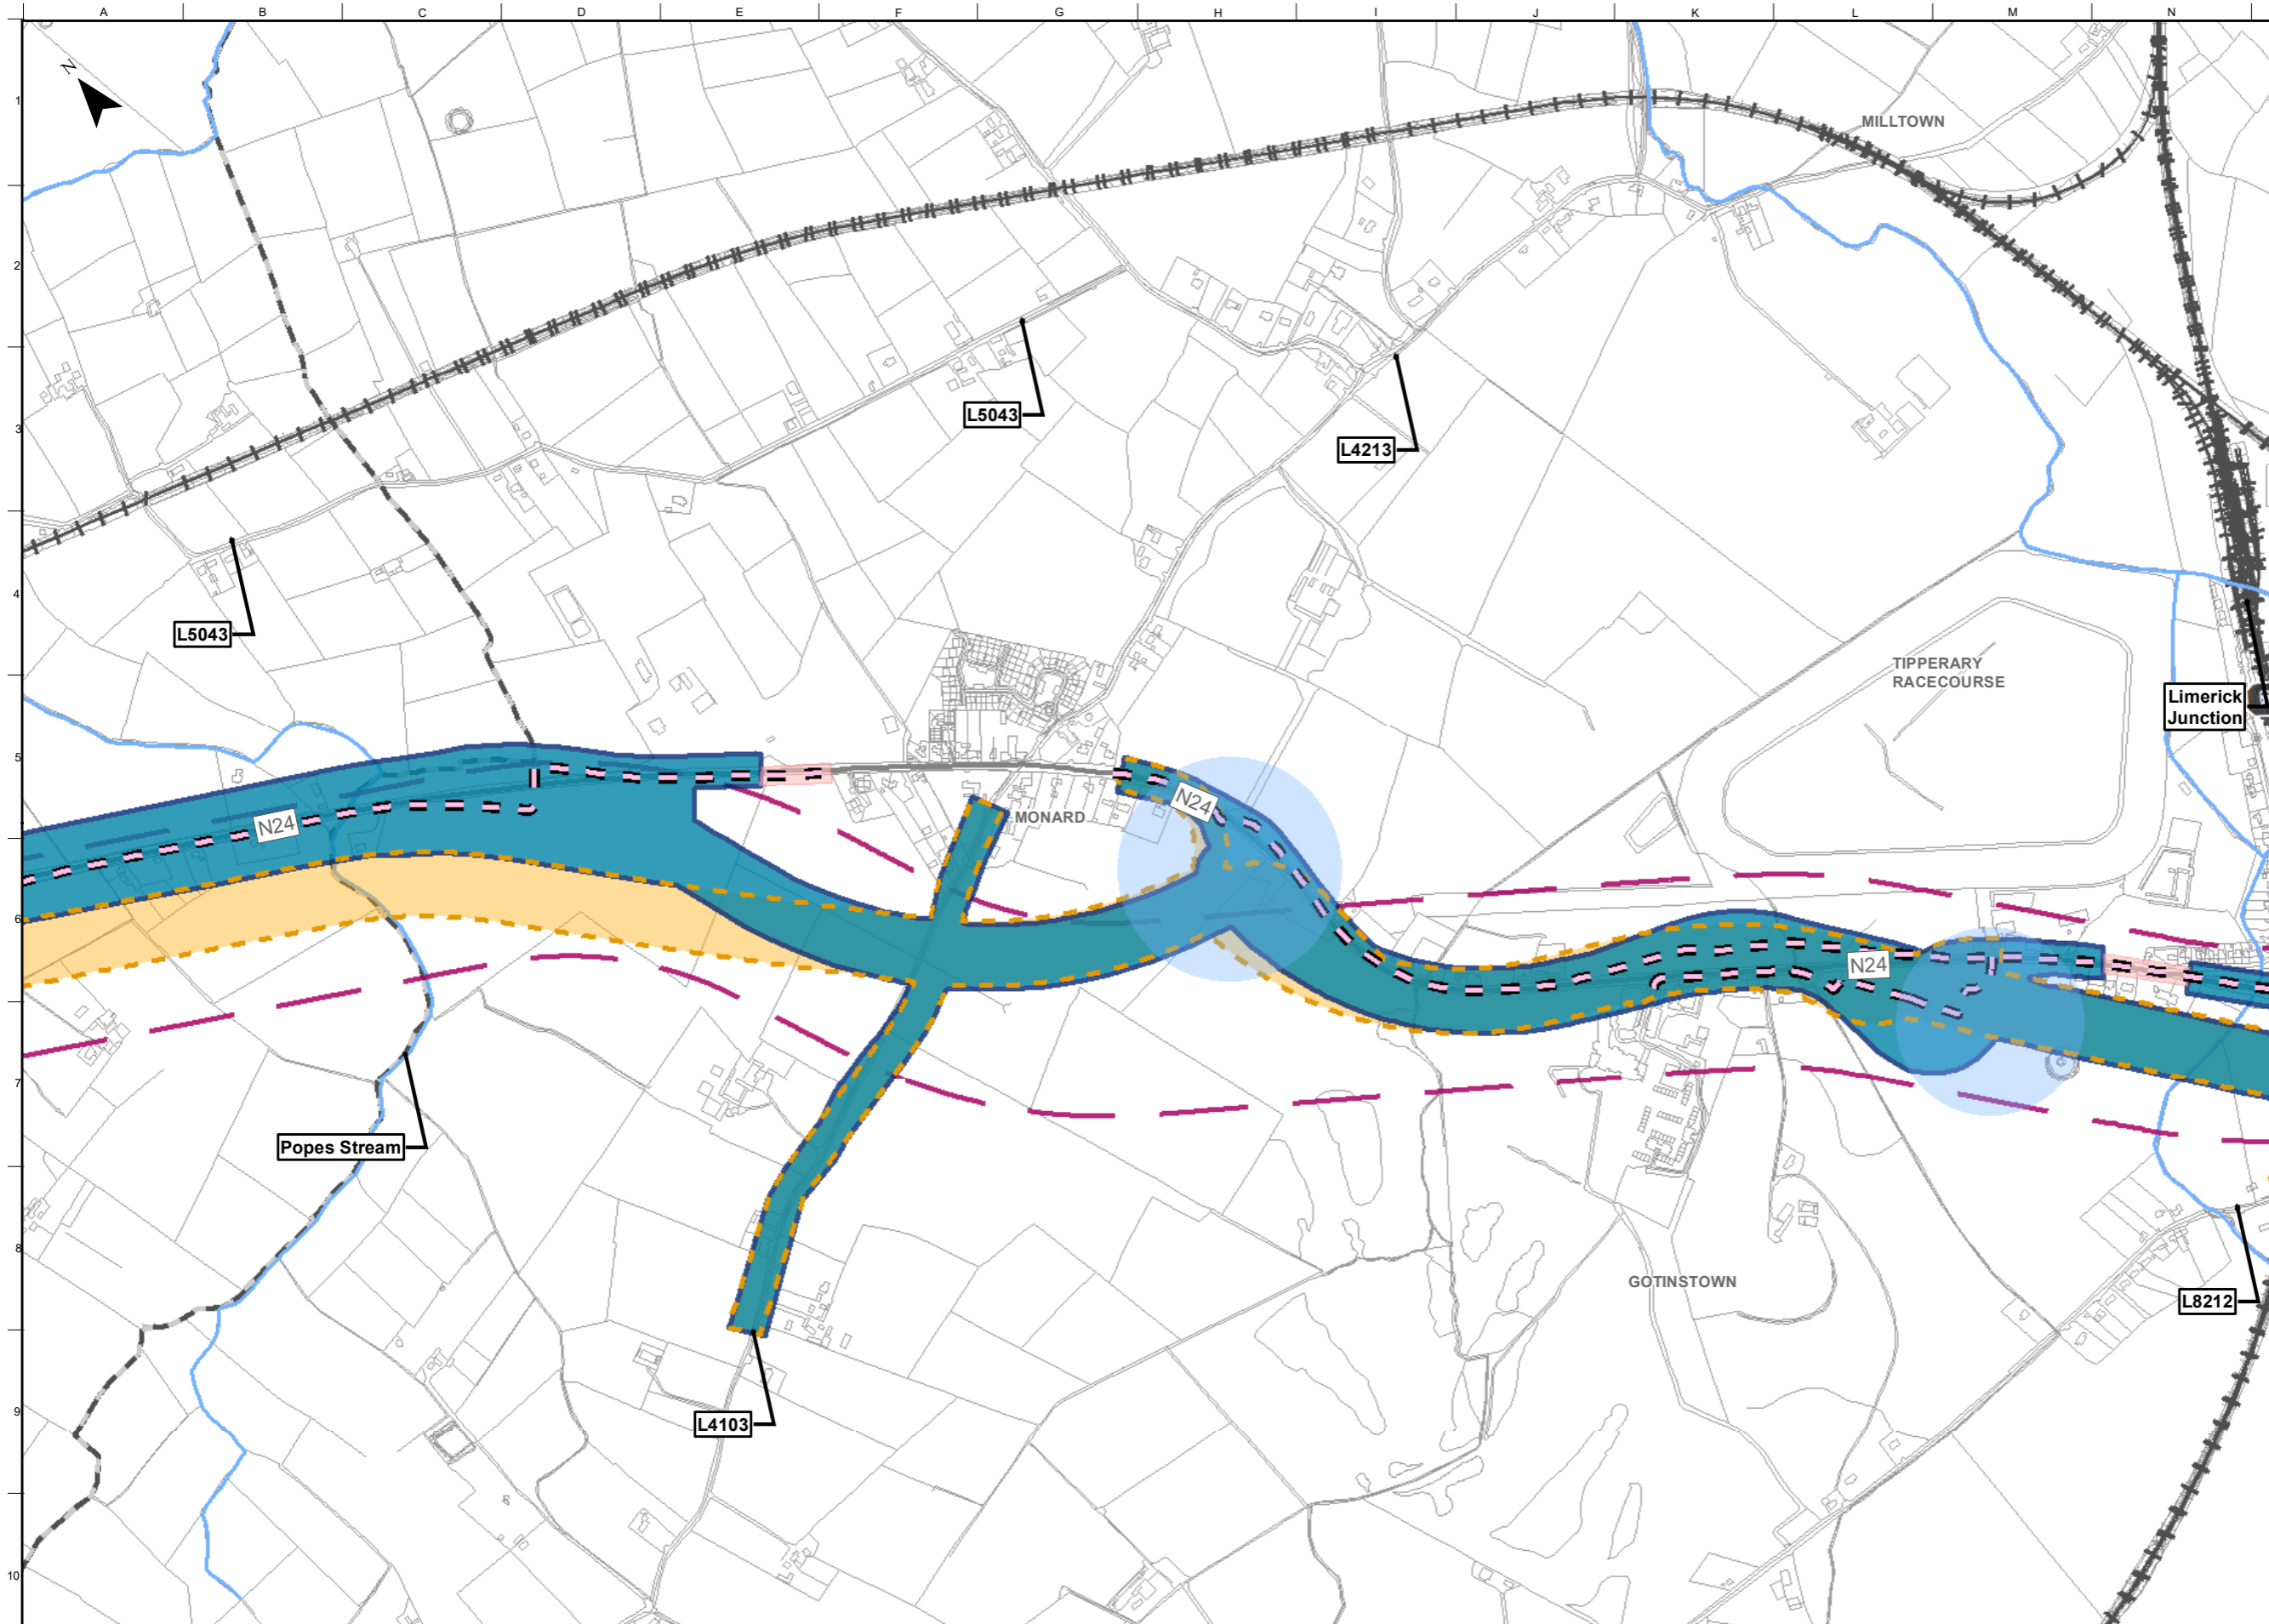 A B C D E F G H I J K L M N
N
1
MILLTOWN
2
L5043
3
L4213
4
L5043
TIPPERARY
RACECOURSE
Limerick
Junction
5
N24
N24
MONARD
6
N24
7
Popes Stream
8
GOTINSTOWN
L8212
9
L4103
10